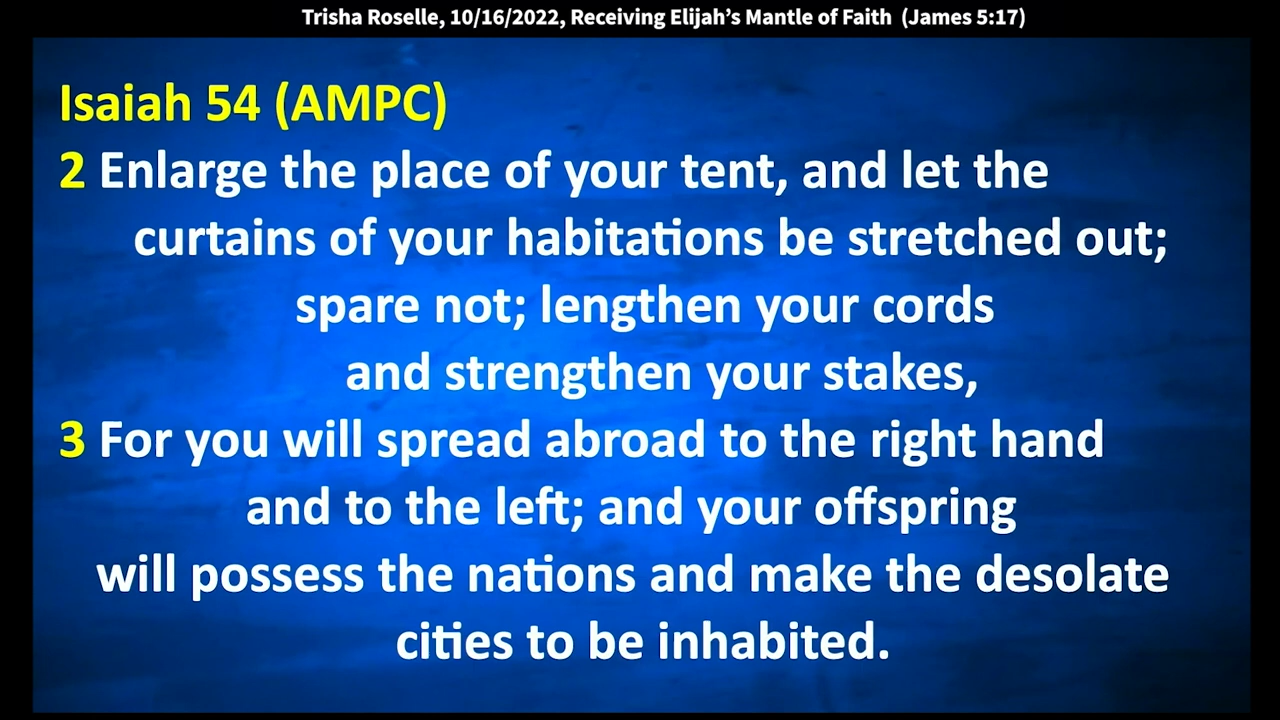 Trisha Roselle, 10/16/2022, Receiving Elijah’s Mantle of Faith  (James 5:17)
Isaiah 54 (AMPC)
2 Enlarge the place of your tent, and let the
curtains of your habitations be stretched out;
spare not; lengthen your cords
and strengthen your stakes,
3 For you will spread abroad to the right hand
and to the left; and your offspring
will possess the nations and make the desolate
cities to be inhabited.